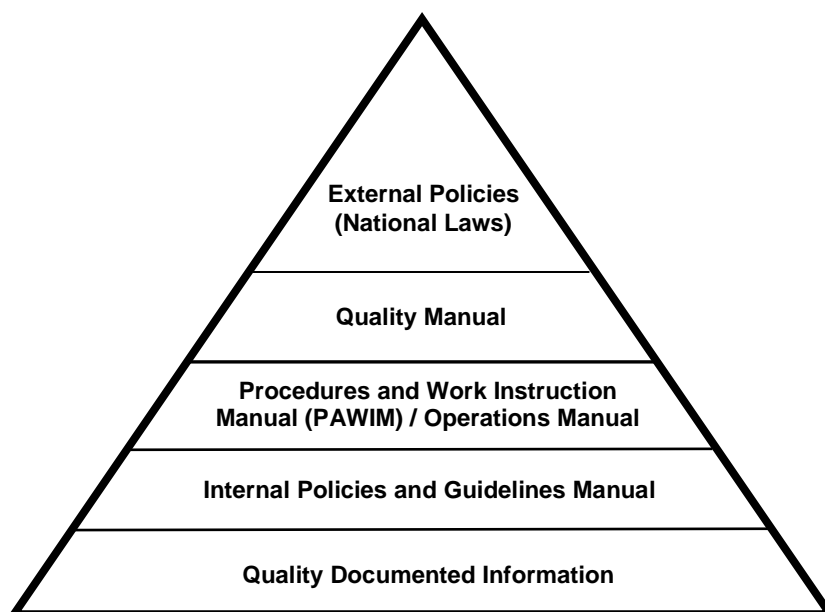 External Policies
(National Laws)
Quality Manual
Procedures and Work Instruction
Manual (PAWIM) / Operations Manual
Internal Policies and Guidelines Manual
Quality Documented Information